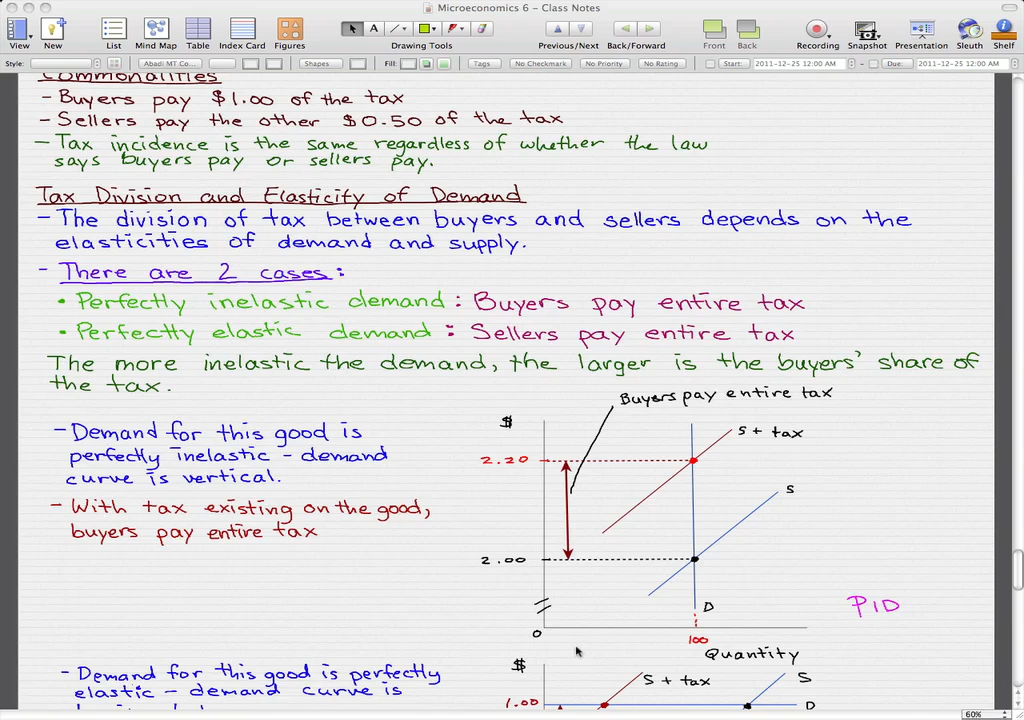 Microeconomics 6 – Class Notes
View New List Mind Map Table Index Card Figures A Drawing Tools Previous/Next Back/Forward Front Back Recording Snapshot Presentation Sleuth Shelf
Style: Abadi MT Co... Shapes Fill: Tags No Checkmark No Priority No Rating Start: 2011-12-25 12:00 AM – Due: 2011-12-25 12:00 AM
Commonalities
- Buyers pay $1.00 of the tax
- Sellers pay the other $0.50 of the tax
- Tax incidence is the same regardless of whether the law
says buyers pay or sellers pay.
Tax Division and Elasticity of Demand
- The division of tax between buyers and sellers depends on the
elasticities of demand and supply.
- There are 2 cases:
• Perfectly inelastic demand: Buyers pay entire tax
• Perfectly elastic demand: Sellers pay entire tax
The more inelastic the demand, the larger is the buyers' share of
the tax.
- Demand for this good is
perfectly inelastic - demand
curve is vertical.
- With tax existing on the good,
buyers pay entire tax
Buyers pay entire tax
$
S + tax
2.20
S
2.00
D
PID
0
100
Quantity
- Demand for this good is perfectly
elastic - demand curve is
$
S + tax
S
1.00
D
60%